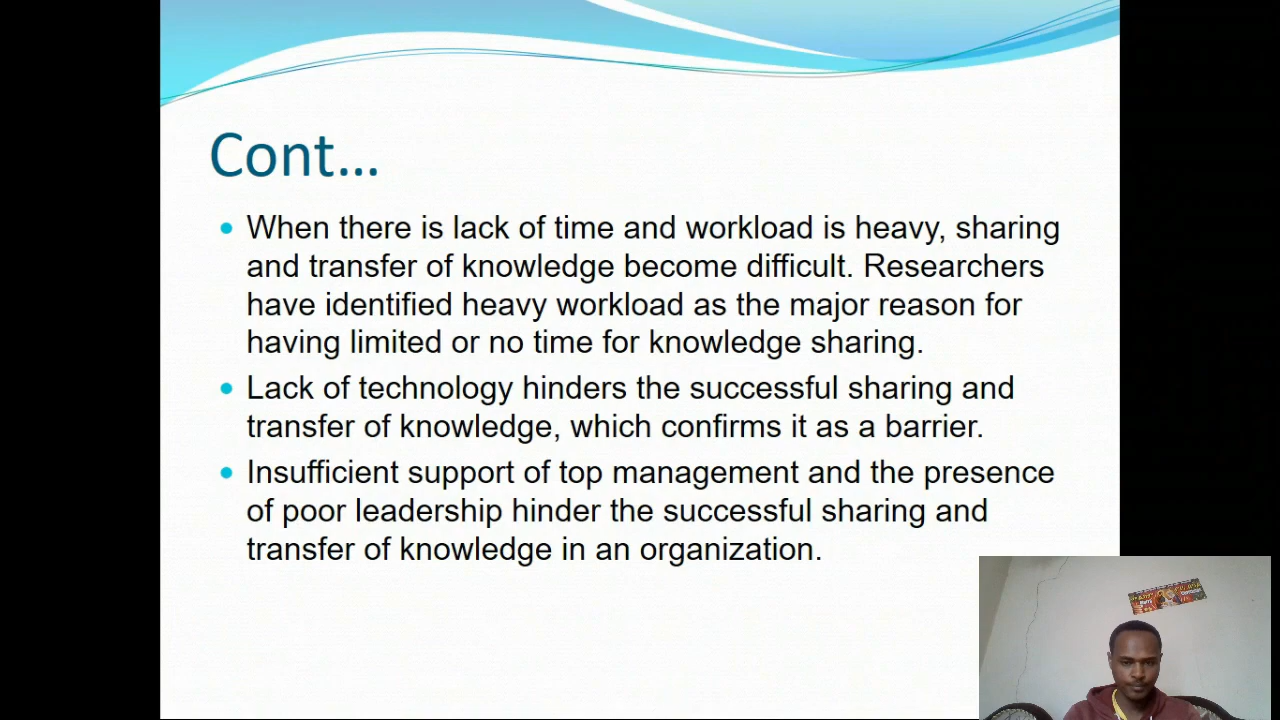 Cont...
When there is lack of time and workload is heavy, sharing
and transfer of knowledge become difficult. Researchers
have identified heavy workload as the major reason for
having limited or no time for knowledge sharing.
Lack of technology hinders the successful sharing and
transfer of knowledge, which confirms it as a barrier.
Insufficient support of top management and the presence
of poor leadership hinder the successful sharing and
transfer of knowledge in an organization.